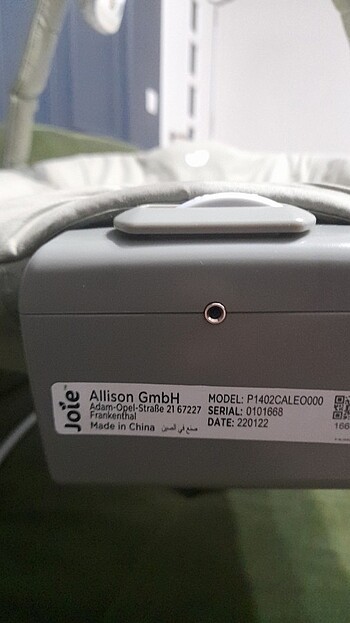 Joie
Allison GmbH
Adam-Opel-Straße 21 67227
Frankenthal
Made in China صنع في الصين
MODEL: P1402CALEO000
SERIAL: 0101668
DATE: 220122